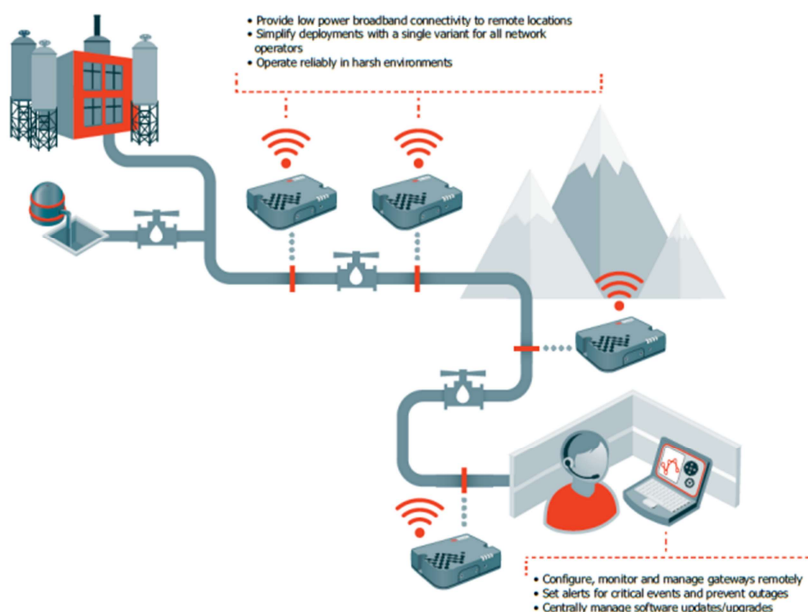 • Provide low power broadband connectivity to remote locations
• Simplify deployments with a single variant for all network
operators
• Operate reliably in harsh environments
• Configure, monitor and manage gateways remotely
• Set alerts for critical events and prevent outages
• Centrally manage software updates/upgrades